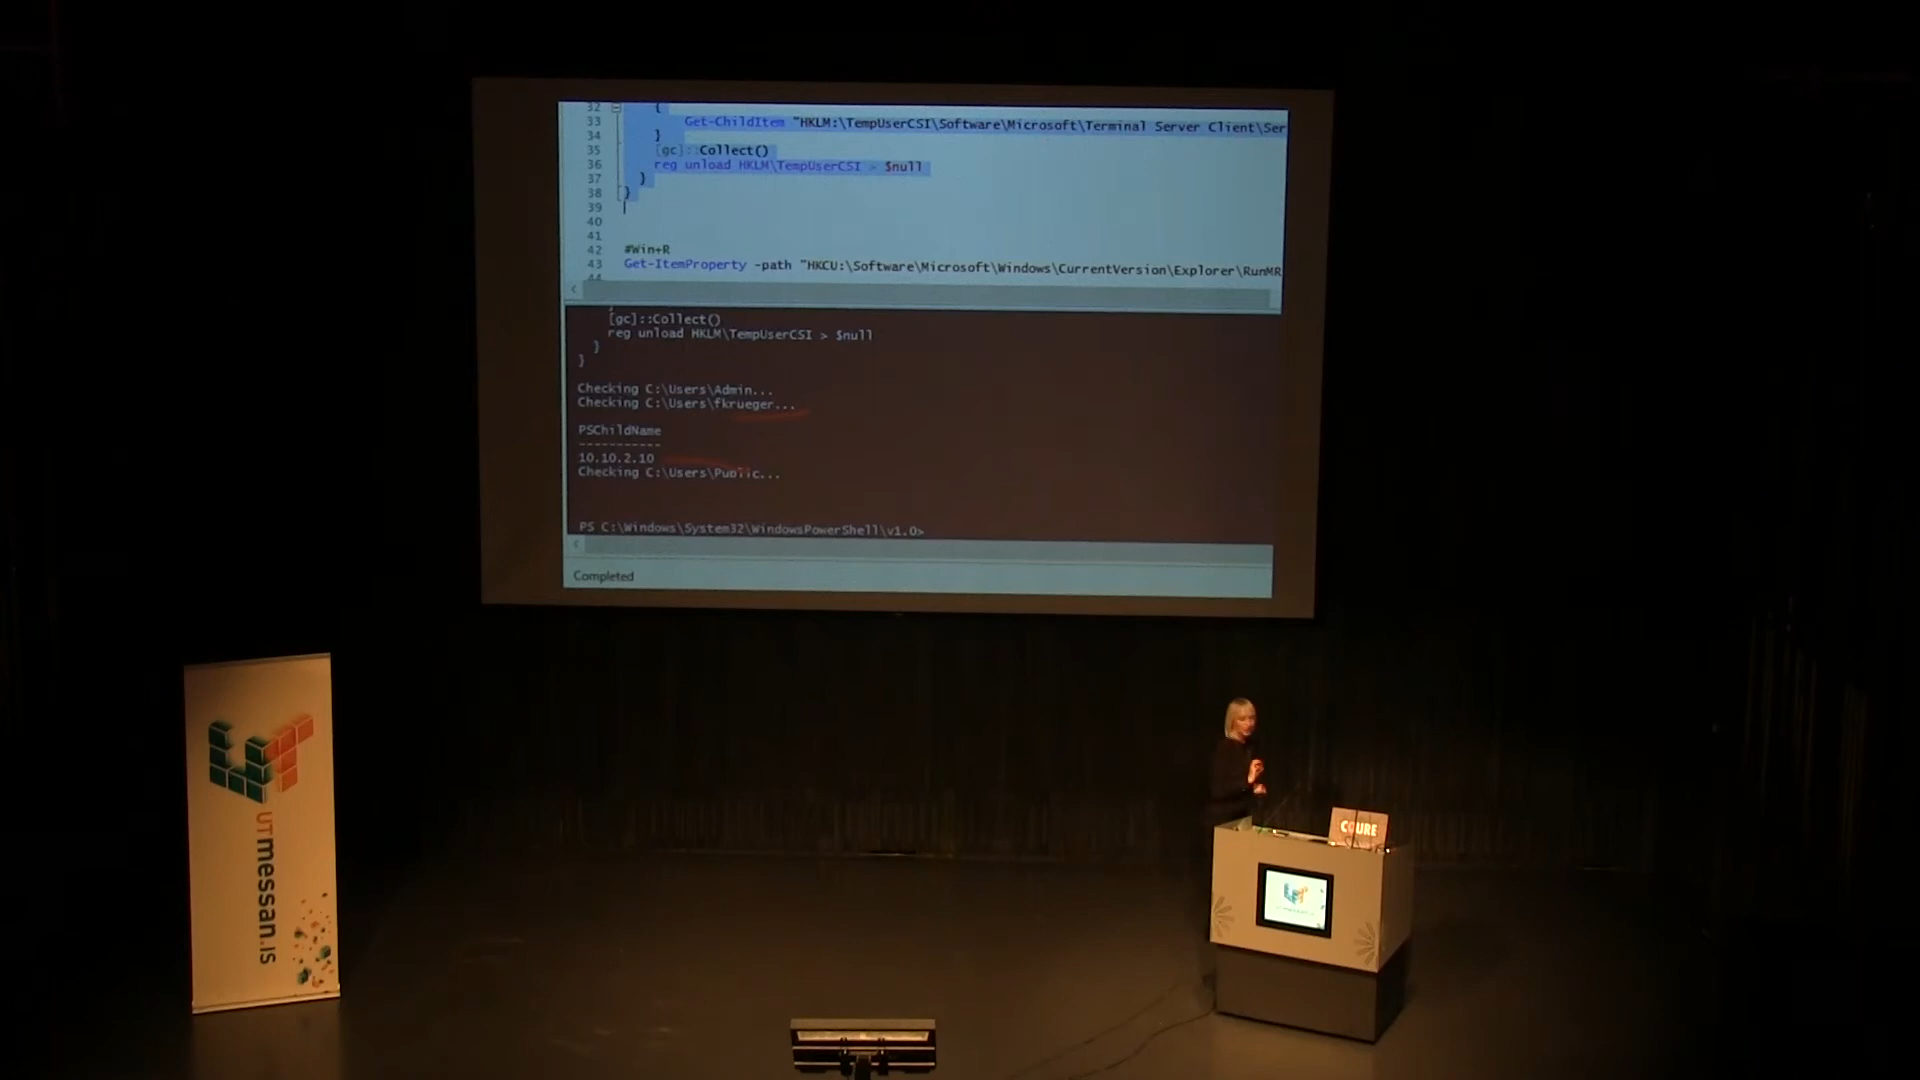 32 {
33 Get-ChildItem "HKLM:\TempUserCSI\Software\Microsoft\Terminal Server Client\Ser
34 }
35 [gc]::Collect()
36 reg unload HKLM\TempUserCSI > $null
37 }
38 }
39
40
41
42 #Win+R
43 Get-ItemProperty -path "HKCU:\Software\Microsoft\Windows\CurrentVersion\Explorer\RunMR
44
[gc]::Collect()
reg unload HKLM\TempUserCSI > $null
}
}
Checking C:\Users\Admin...
Checking C:\Users\fkrueger...
PSChildName
-----------
10.10.2.10
Checking C:\Users\Public...
PS C:\Windows\System32\WindowsPowerShell\v1.0>
Completed
UTmessan.is
CQURE